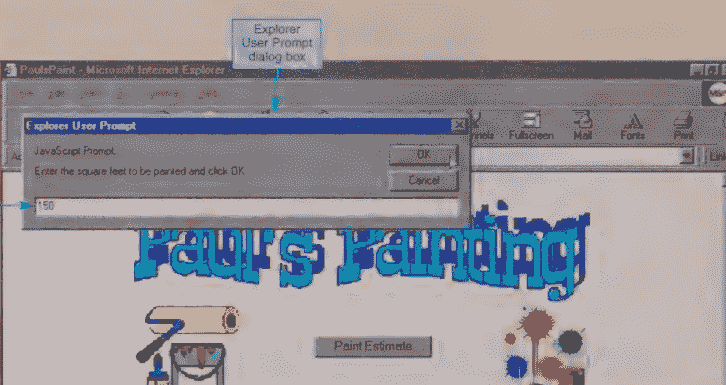 Explorer
User Prompt
dialog box
PaulsPaint - Microsoft Internet Explorer
Explorer User Prompt
JavaScript Prompt:
OK
Enter the square feet to be painted and click OK
Cancel
150
Fullscreen Mail Fonts Print
Paul's Painting
Paint Estimate